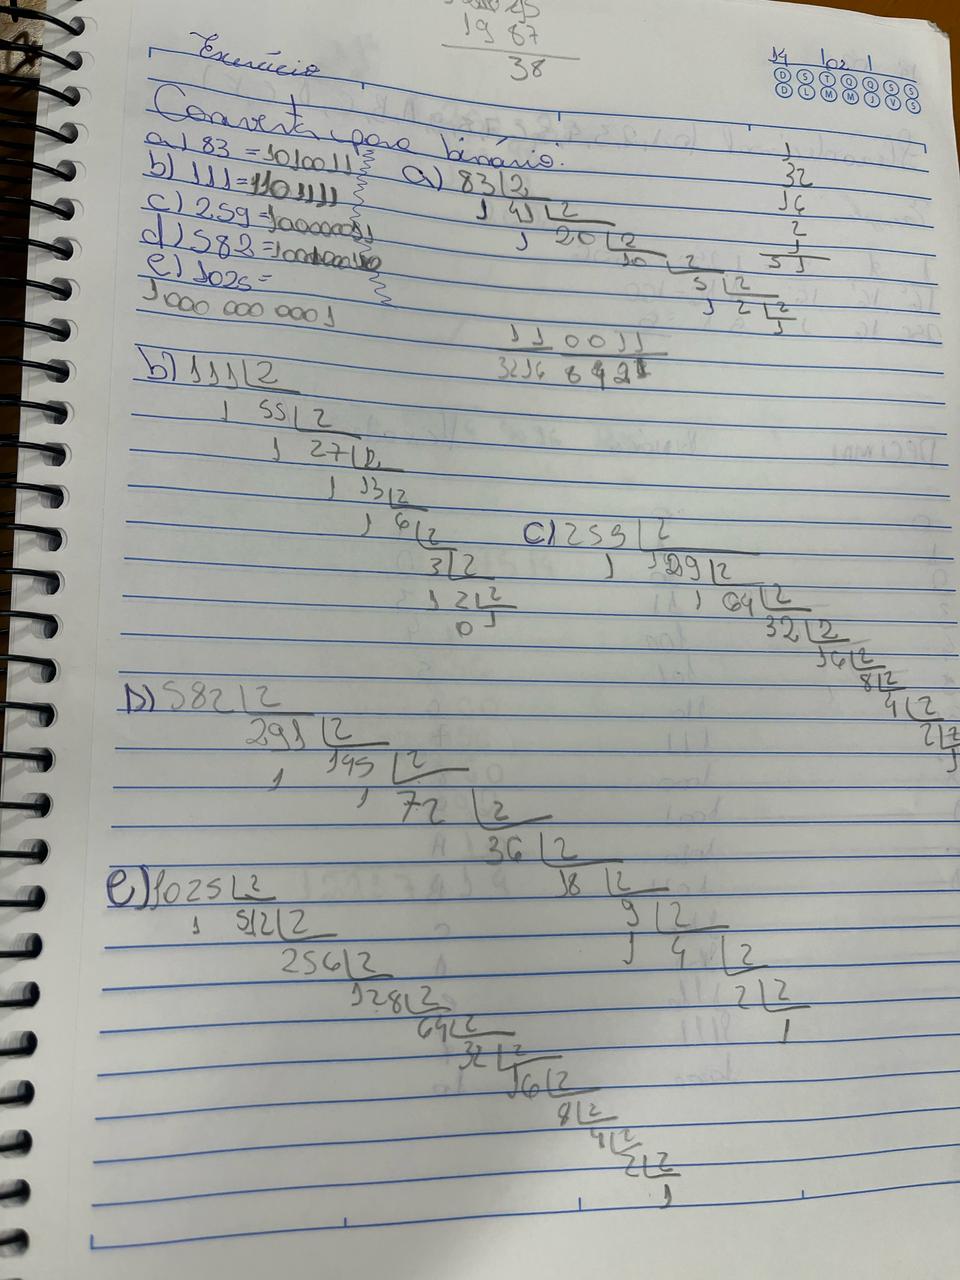 19 87
38
Exercício
14 02
D S T Q Q S S
D L M M J V S
Converta para binário:
a) 83 = 1010011
b) 111 = 1101111
c) 259 =
d) 582 =
e) 1025 =
1000 000 0001
a) 83 2
1 41 2
1 20 2
10 2
5 2
1 2 2
1
1
32
16
2
1
51
1 1 0 0 1 1
32 16 8 4 2 1
b) 111 2
1 55 2
1 27 2
1 13 2
1 6 2
3 2
1 2 2
0 1
c) 259 2
1 129 2
1 64 2
32 2
16 2
8 2
4 2
2 2
1
D) 582 2
291 2
1 145 2
1 72 2
36 2
18 2
9 2
1 4 2
2 2
1
e) 1025 2
1 512 2
256 2
128 2
64 2
32 2
16 2
8 2
4 2
2 2
1